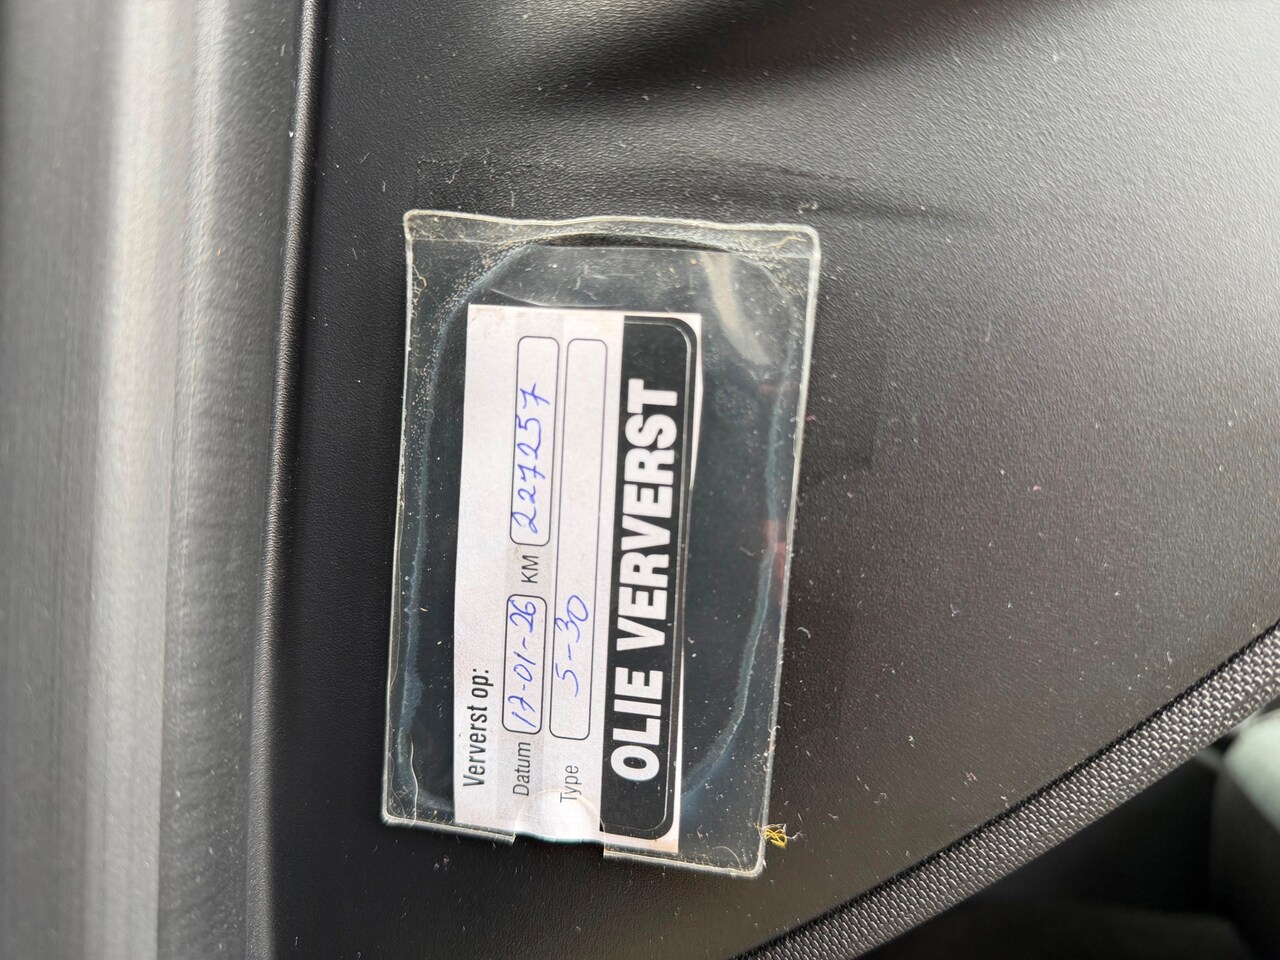 Ververst op:
Datum 17-01-26 KM 227257
Type 5-30
OLIE VERVERST